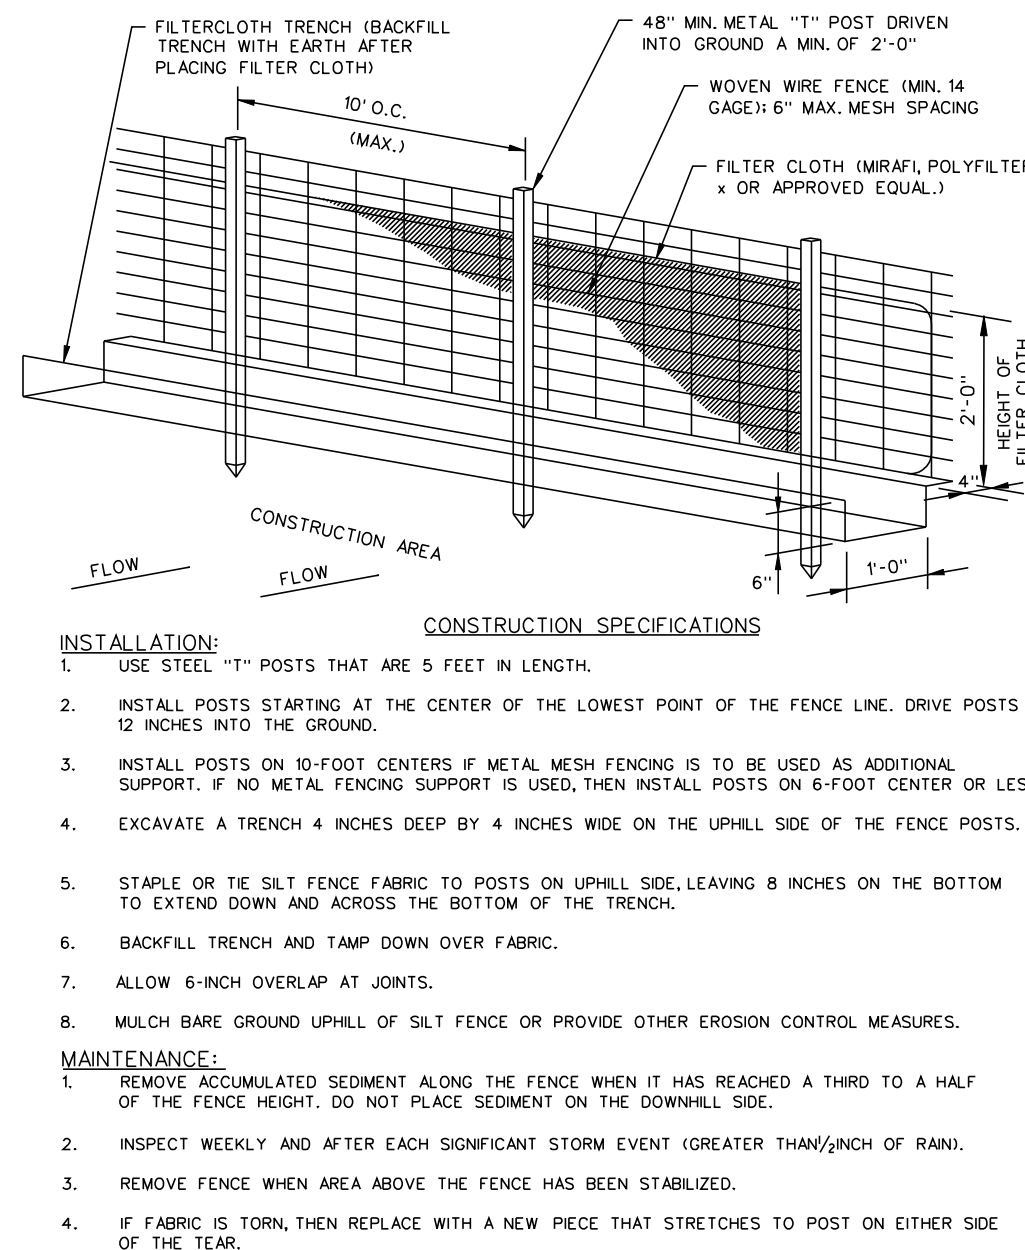 FILTERCLOTH TRENCH (BACKFILL
TRENCH WITH EARTH AFTER
PLACING FILTER CLOTH)
48" MIN. METAL "T" POST DRIVEN
INTO GROUND A MIN. OF 2'-0"
WOVEN WIRE FENCE (MIN. 14
GAGE); 6" MAX. MESH SPACING
10' O.C.
(MAX.)
FILTER CLOTH (MIRAFI, POLYFILTER
x OR APPROVED EQUAL.)
2'-0"
HEIGHT OF
FILTER CLOTH
4"
6"
1'-0"
CONSTRUCTION AREA
FLOW
FLOW
CONSTRUCTION SPECIFICATIONS
INSTALLATION:
1. USE STEEL "T" POSTS THAT ARE 5 FEET IN LENGTH.
2. INSTALL POSTS STARTING AT THE CENTER OF THE LOWEST POINT OF THE FENCE LINE. DRIVE POSTS
12 INCHES INTO THE GROUND.
3. INSTALL POSTS ON 10-FOOT CENTERS IF METAL MESH FENCING IS TO BE USED AS ADDITIONAL
SUPPORT. IF NO METAL FENCING SUPPORT IS USED, THEN INSTALL POSTS ON 6-FOOT CENTER OR LES
4. EXCAVATE A TRENCH 4 INCHES DEEP BY 4 INCHES WIDE ON THE UPHILL SIDE OF THE FENCE POSTS.
5. STAPLE OR TIE SILT FENCE FABRIC TO POSTS ON UPHILL SIDE, LEAVING 8 INCHES ON THE BOTTOM
TO EXTEND DOWN AND ACROSS THE BOTTOM OF THE TRENCH.
6. BACKFILL TRENCH AND TAMP DOWN OVER FABRIC.
7. ALLOW 6-INCH OVERLAP AT JOINTS.
8. MULCH BARE GROUND UPHILL OF SILT FENCE OR PROVIDE OTHER EROSION CONTROL MEASURES.
MAINTENANCE:
1. REMOVE ACCUMULATED SEDIMENT ALONG THE FENCE WHEN IT HAS REACHED A THIRD TO A HALF
OF THE FENCE HEIGHT. DO NOT PLACE SEDIMENT ON THE DOWNHILL SIDE.
2. INSPECT WEEKLY AND AFTER EACH SIGNIFICANT STORM EVENT (GREATER THAN 1/2 INCH OF RAIN).
3. REMOVE FENCE WHEN AREA ABOVE THE FENCE HAS BEEN STABILIZED.
4. IF FABRIC IS TORN, THEN REPLACE WITH A NEW PIECE THAT STRETCHES TO POST ON EITHER SIDE
OF THE TEAR.